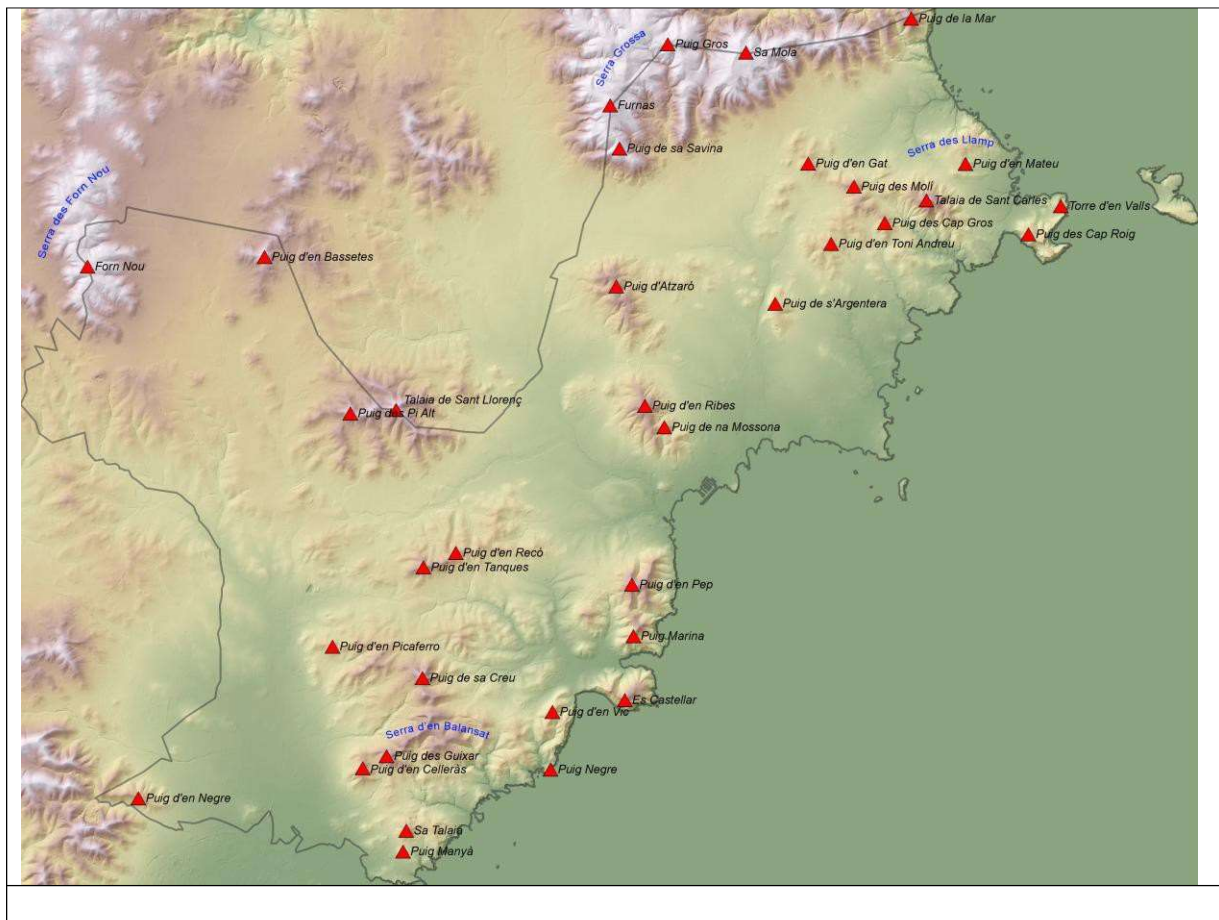 Puig de la Mar
Serra Grossa
Puig Gros
Sa Mola
Furnas
Puig de sa Savina
Serra des Llamp
Puig d'en Gat
Puig d'en Mateu
Serra des Forn Nou
Puig des Molí
Talaia de Sant Carles
Torre d'en Valls
Puig des Cap Gros
Puig des Cap Roig
Puig d'en Toni Andreu
Puig d'en Bassetes
Forn Nou
Puig d'Atzaró
Puig de s'Argentera
Talaia de Sant Llorenç
Puig des Pi Alt
Puig d'en Ribes
Puig de na Mossona
Puig d'en Recó
Puig d'en Tanques
Puig d'en Pep
Puig Marina
Puig d'en Picaferro
Puig de sa Creu
Es Castellar
Puig d'en Vic
Serra d'en Balansat
Puig des Guixar
Puig d'en Celleràs
Puig Negre
Puig d'en Negre
Sa Talaia
Puig Manyà